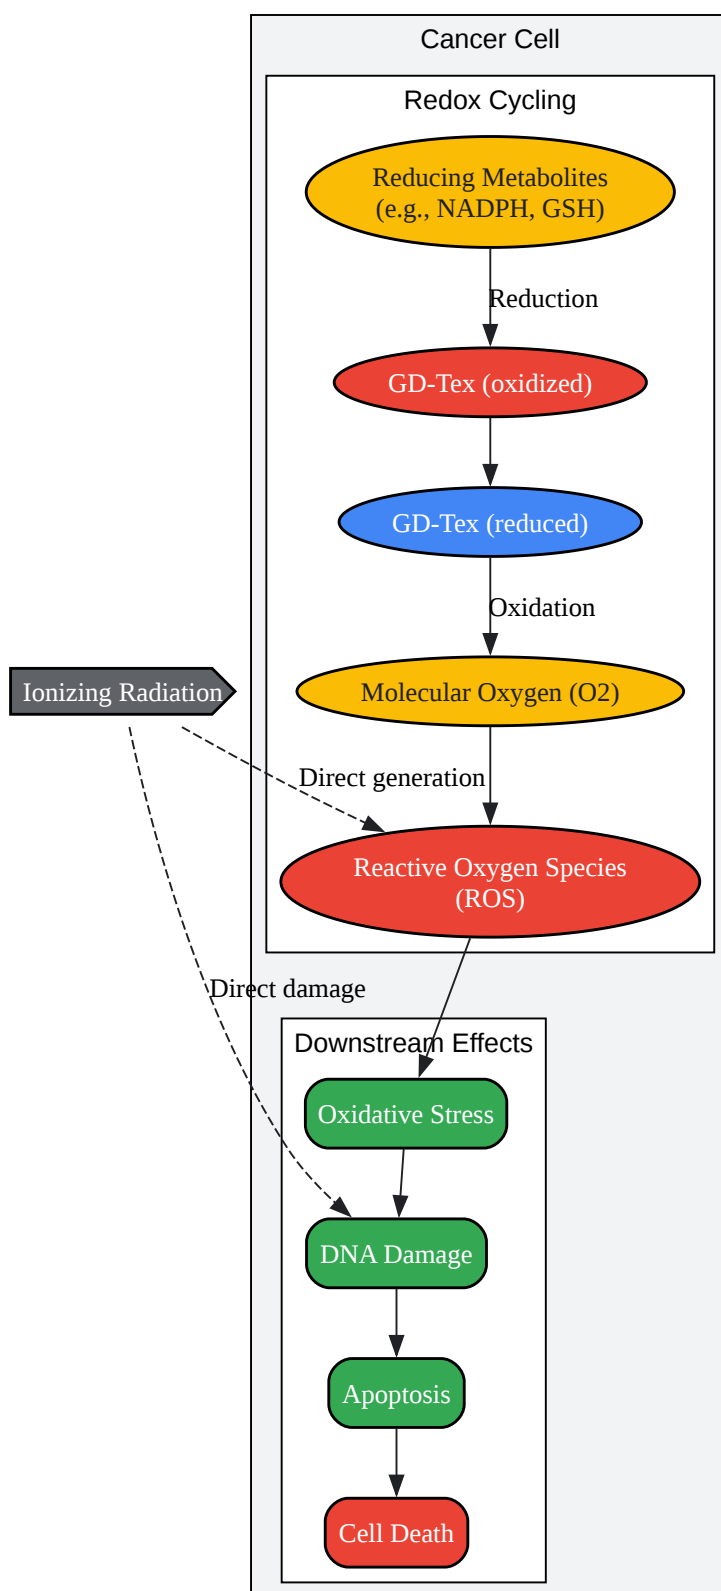 Cancer Cell
Redox Cycling
Reducing Metabolites
(e.g., NADPH, GSH)
Reduction
GD-Tex (oxidized)
GD-Tex (reduced)
Oxidation
Ionizing Radiation
Molecular Oxygen (O2)
Direct generation
Reactive Oxygen Species
(ROS)
Direct damage
Downstream Effects
Oxidative Stress
DNA Damage
Apoptosis
Cell Death